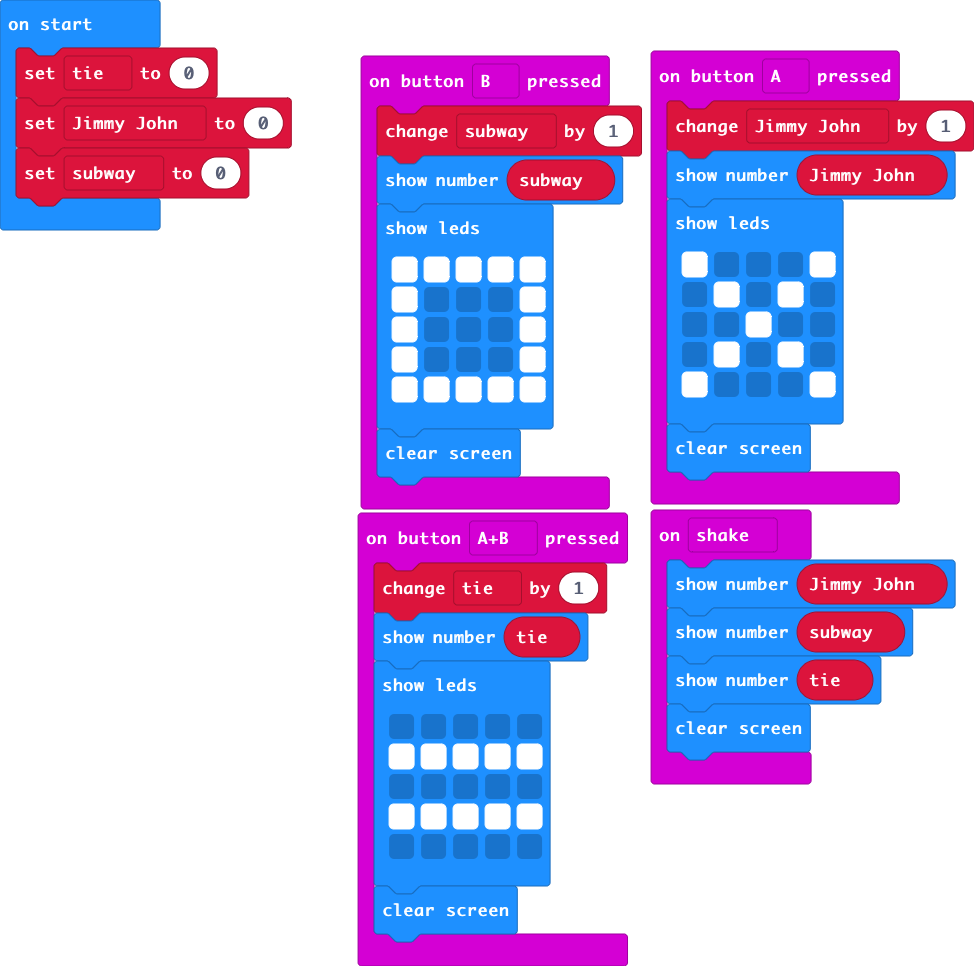 on start
set tie to 0
set Jimmy John to 0
set subway to 0
on button B pressed
change subway by 1
show number subway
show leds
clear screen
on button A pressed
change Jimmy John by 1
show number Jimmy John
show leds
clear screen
on button A+B pressed
change tie by 1
show number tie
show leds
clear screen
on shake
show number Jimmy John
show number subway
show number tie
clear screen